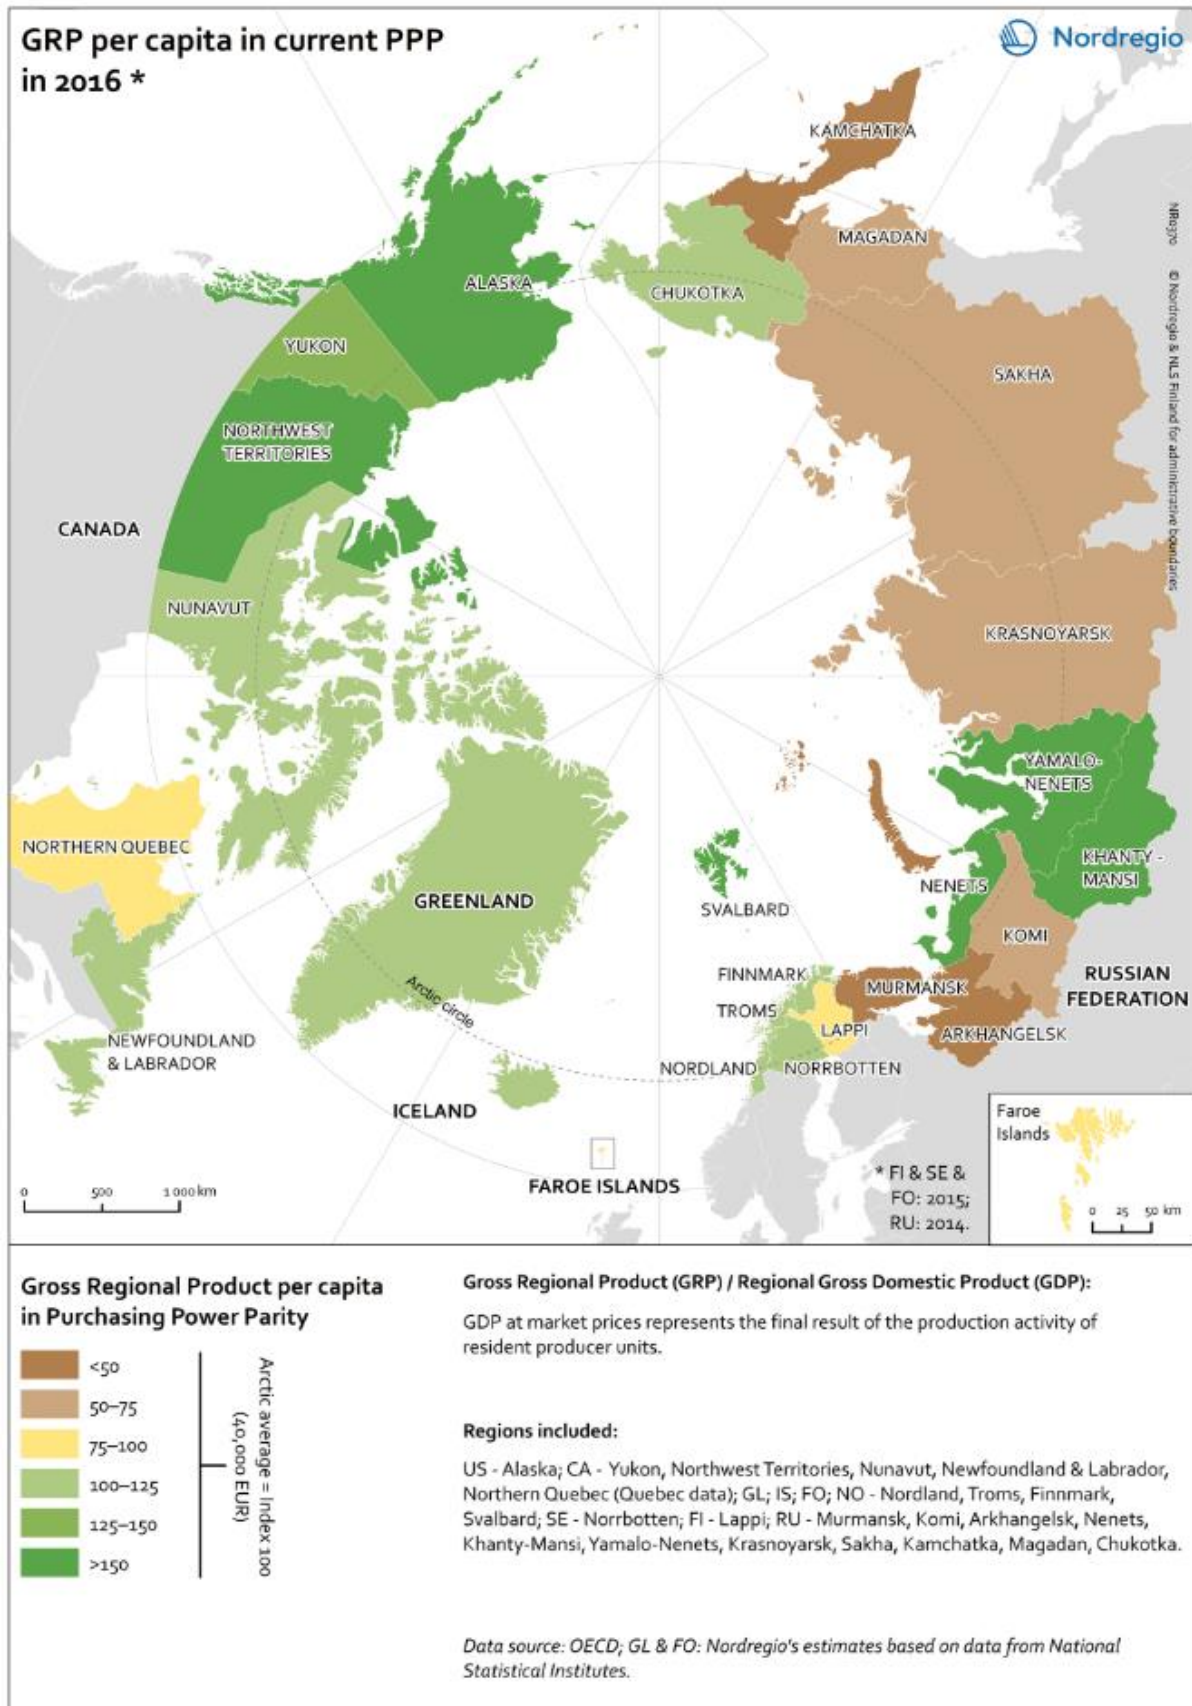 GRP per capita in current PPP
in 2016 *
Nordregio
KAMCHATKA
MAGADAN
ALASKA
CHUKOTKA
YUKON
SAKHA
NORTHWEST
TERRITORIES
CANADA
NUNAVUT
KRASNOYARSK
YAMALO-
NENETS
NORTHERN QUEBEC
KHANTY -
MANSI
NENETS
GREENLAND
SVALBARD
KOMI
FINNMARK
MURMANSK
RUSSIAN
FEDERATION
Arctic circle
TROMS
LAPPI
ARKHANGELSK
NEWFOUNDLAND
& LABRADOR
NORDLAND
NORRBOTTEN
ICELAND
FAROE ISLANDS
Faroe
Islands
* FI & SE &
FO: 2015;
RU: 2014.
0 500 1 000 km
0 25 50 km
NR0370 © Nordregio & NLS Finland for administrative boundaries
Gross Regional Product per capita
in Purchasing Power Parity
<50
50–75
75–100
100–125
125–150
>150
Arctic average = Index 100
(40,000 EUR)
Gross Regional Product (GRP) / Regional Gross Domestic Product (GDP):
GDP at market prices represents the final result of the production activity of
resident producer units.
Regions included:
US - Alaska; CA - Yukon, Northwest Territories, Nunavut, Newfoundland & Labrador,
Northern Quebec (Quebec data); GL; IS; FO; NO - Nordland, Troms, Finnmark,
Svalbard; SE - Norrbotten; FI - Lappi; RU - Murmansk, Komi, Arkhangelsk, Nenets,
Khanty-Mansi, Yamalo-Nenets, Krasnoyarsk, Sakha, Kamchatka, Magadan, Chukotka.
Data source: OECD; GL & FO: Nordregio's estimates based on data from National
Statistical Institutes.